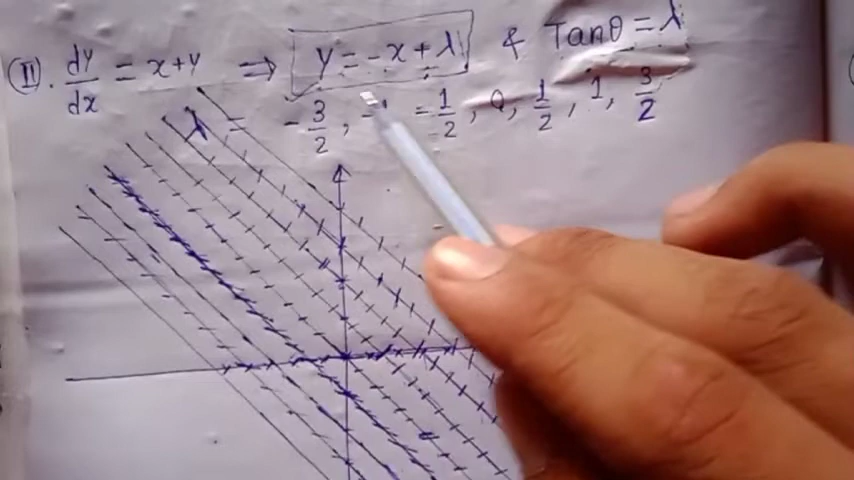 II. dy/dx = x+y ⇒ y = -x + λ & Tanθ = λ
λ = -3/2, -1, -1/2, 0, 1/2, 1, 3/2